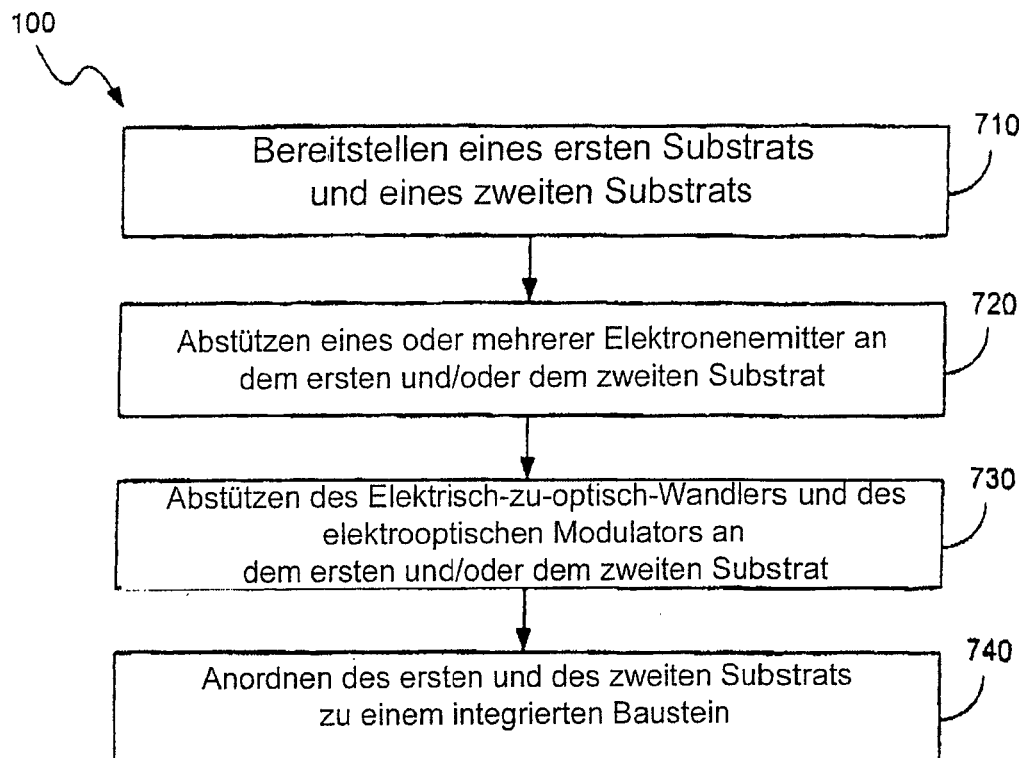 100
Bereitstellen eines ersten Substrats
und eines zweiten Substrats
710
Abstützen eines oder mehrerer Elektronenemitter an
dem ersten und/oder dem zweiten Substrat
720
Abstützen des Elektrisch-zu-optisch-Wandlers und des
elektrooptischen Modulators an
dem ersten und/oder dem zweiten Substrat
730
Anordnen des ersten und des zweiten Substrats
zu einem integrierten Baustein
740